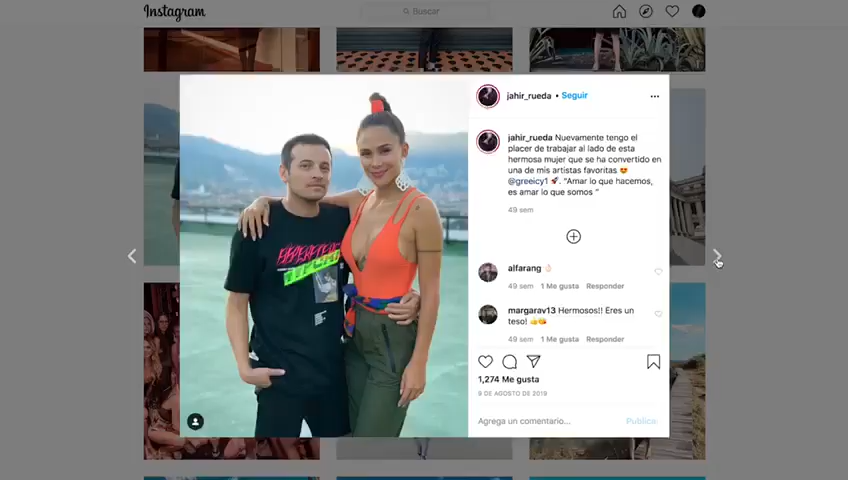 Instagram
Buscar
jahir_rueda • Seguir
jahir_rueda Nuevamente tengo el
placer de trabajar al lado de esta
hermosa mujer que se ha convertido en
una de mis artistas favoritas 😍
@greeicy1 🚀. "Amar lo que hacemos,
es amar lo que somos "
49 sem
alfarang 👌🏻
49 sem 1 Me gusta Responder
margarav13 Hermosos!! Eres un
teso! 👍😘
49 sem 1 Me gusta Responder
1,274 Me gusta
9 DE AGOSTO DE 2019
Agrega un comentario... Publica